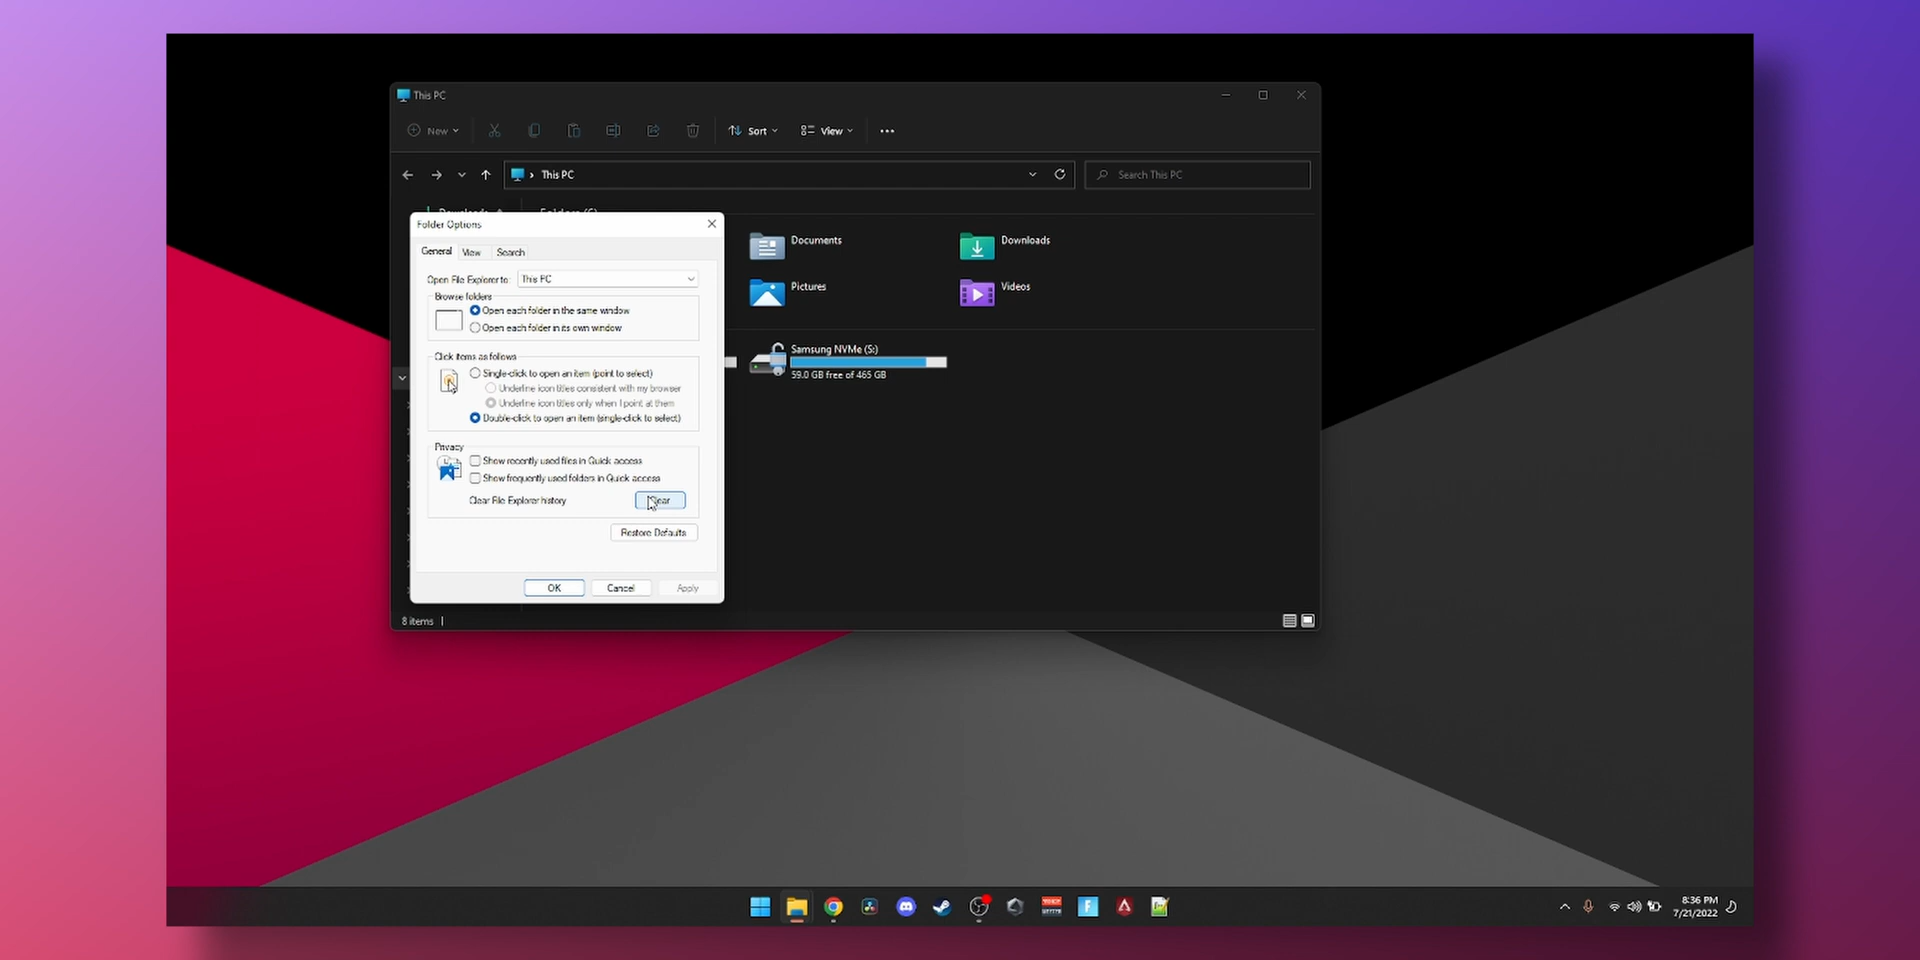 This PC
New
Sort
View
This PC
Search This PC
Folder Options
General
View
Search
Open File Explorer to:
This PC
Browse folders
Open each folder in the same window
Open each folder in its own window
Click items as follows
Single-click to open an item (point to select)
Underline icon titles consistent with my browser
Underline icon titles only when I point at them
Double-click to open an item (single-click to select)
Privacy
Show recently used files in Quick access
Show frequently used folders in Quick access
Clear File Explorer history
Clear
Restore Defaults
OK
Cancel
Apply
Documents
Downloads
Pictures
Videos
Samsung NVMe (S:)
59.0 GB free of 465 GB
8 items
8:36 PM
7/21/2022